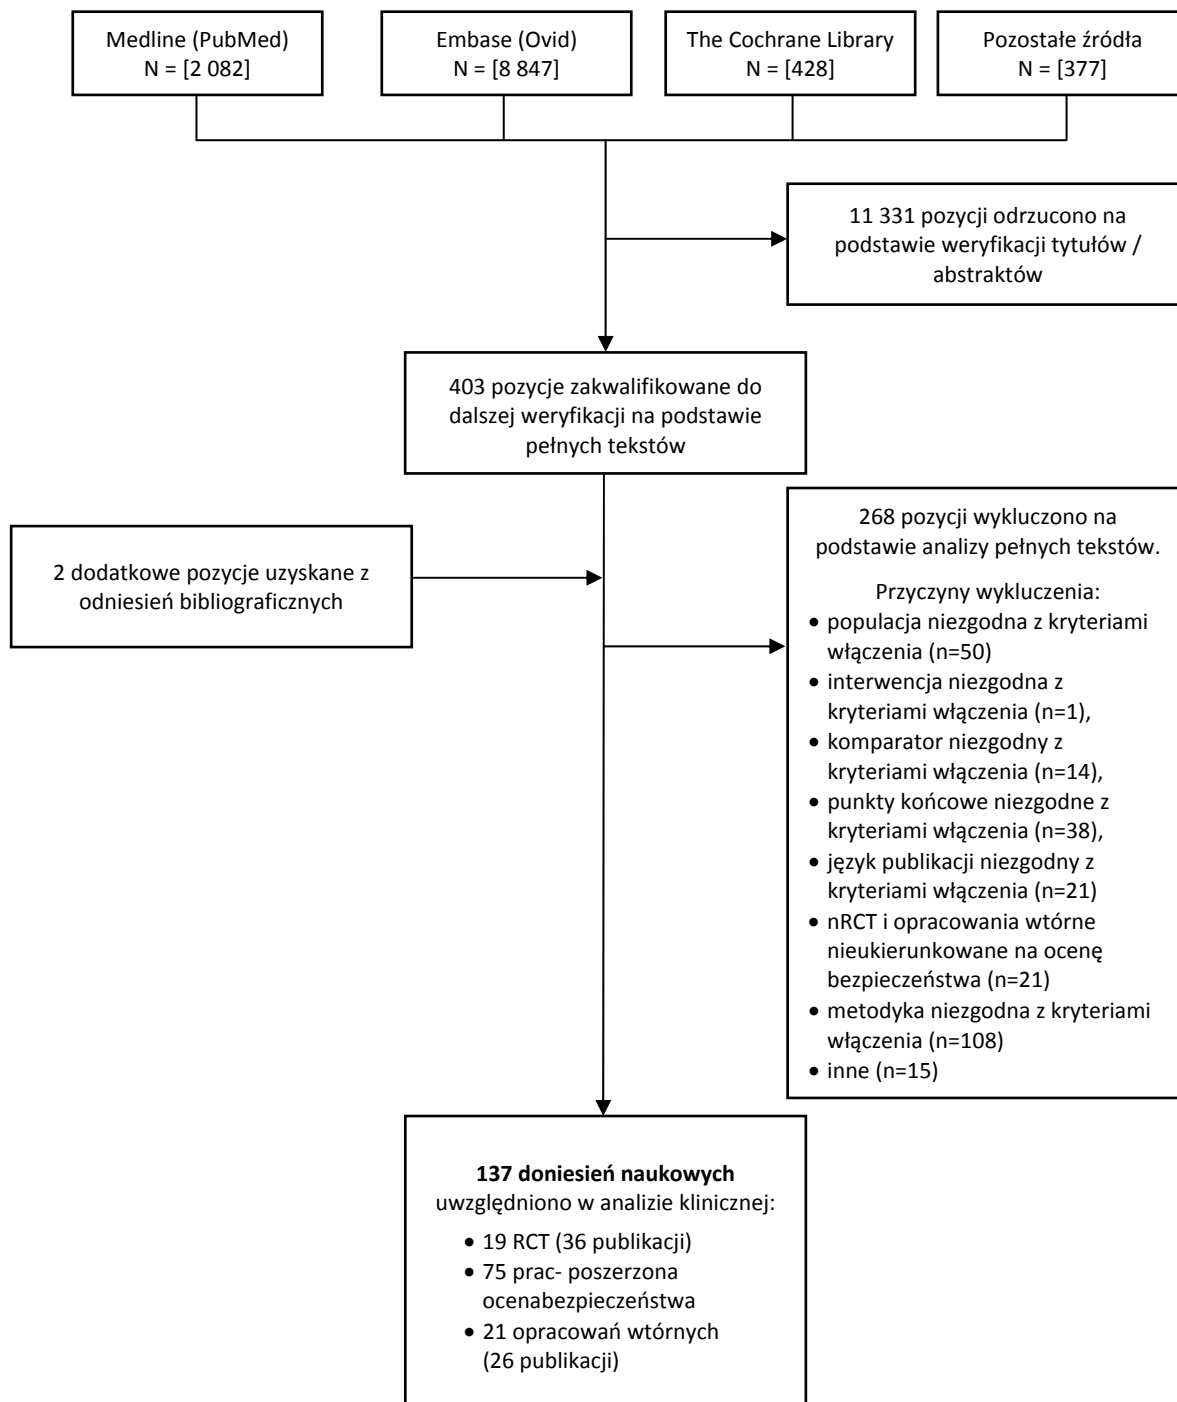 Medline (PubMed)
N = [2 082]
Embase (Ovid)
N = [8 847]
The Cochrane Library
N = [428]
Pozostałe źródła
N = [377]
11 331 pozycji odrzucono na
podstawie weryfikacji tytułów /
abstraktów
403 pozycje zakwalifikowane do
dalszej weryfikacji na podstawie
pełnych tekstów
2 dodatkowe pozycje uzyskane z
odniesień bibliograficznych
268 pozycji wykluczono na
podstawie analizy pełnych tekstów.
Przyczyny wykluczenia:
• populacja niezgodna z kryteriami
włączenia (n=50)
• interwencja niezgodna z
kryteriami włączenia (n=1),
• komparator niezgodny z
kryteriami włączenia (n=14),
• punkty końcowe niezgodne z
kryteriami włączenia (n=38),
• język publikacji niezgodny z
kryteriami włączenia (n=21)
• nRCT i opracowania wtórne
nieukierunkowane na ocenę
bezpieczeństwa (n=21)
• metodyka niezgodna z kryteriami
włączenia (n=108)
• inne (n=15)
137 doniesień naukowych
uwzględniono w analizie klinicznej:
• 19 RCT (36 publikacji)
• 75 prac- poszerzona
ocenabezpieczeństwa
• 21 opracowań wtórnych
(26 publikacji)